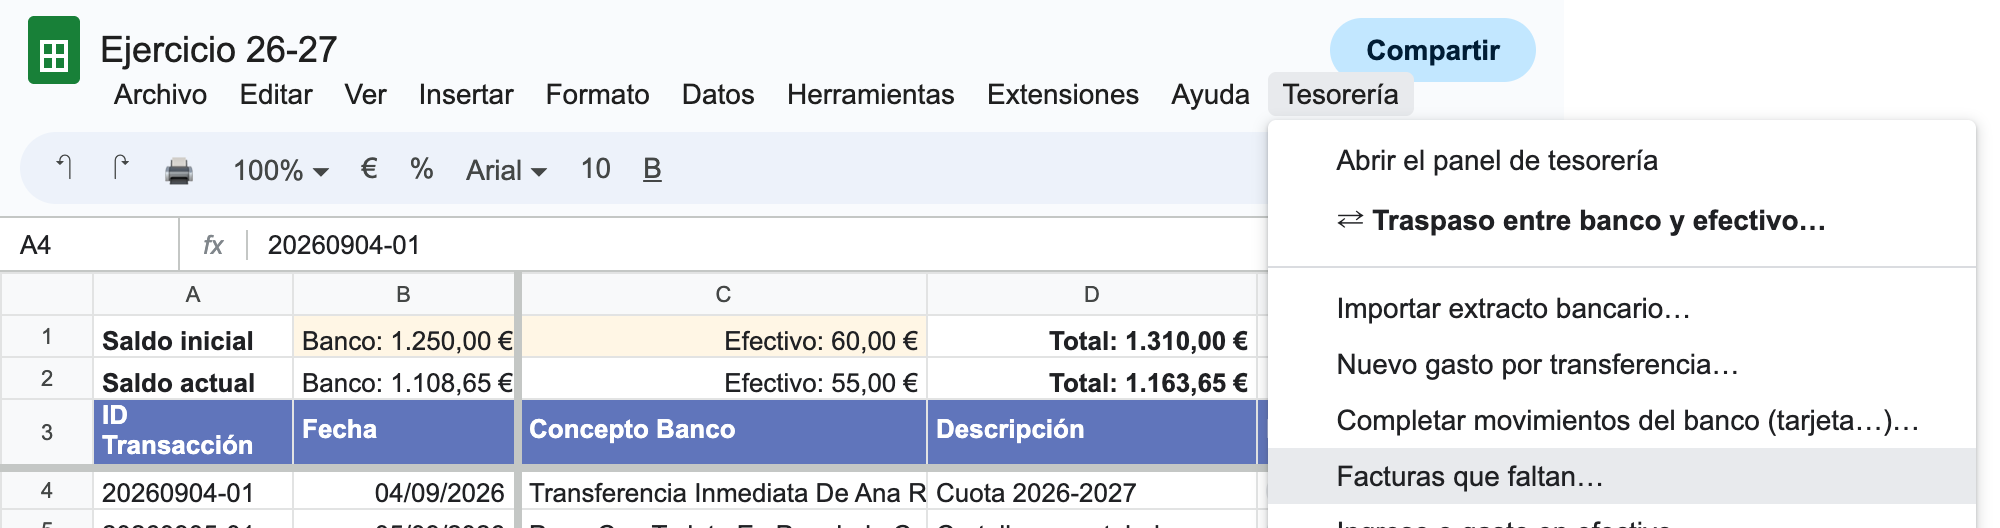 Ejercicio 26-27
Compartir
Archivo Editar Ver Insertar Formato Datos Herramientas Extensiones Ayuda Tesorería
100% € % Arial 10 B
Abrir el panel de tesorería
⇄ Traspaso entre banco y efectivo…
Importar extracto bancario…
Nuevo gasto por transferencia…
Completar movimientos del banco (tarjeta…)…
Facturas que faltan…
A4 fx 20260904-01
A B C D
1 Saldo inicial Banco: 1.250,00 € Efectivo: 60,00 € Total: 1.310,00 €
2 Saldo actual Banco: 1.108,65 € Efectivo: 55,00 € Total: 1.163,65 €
3 ID Transacción Fecha Concepto Banco Descripción
4 20260904-01 04/09/2026 Transferencia Inmediata De Ana R Cuota 2026-2027